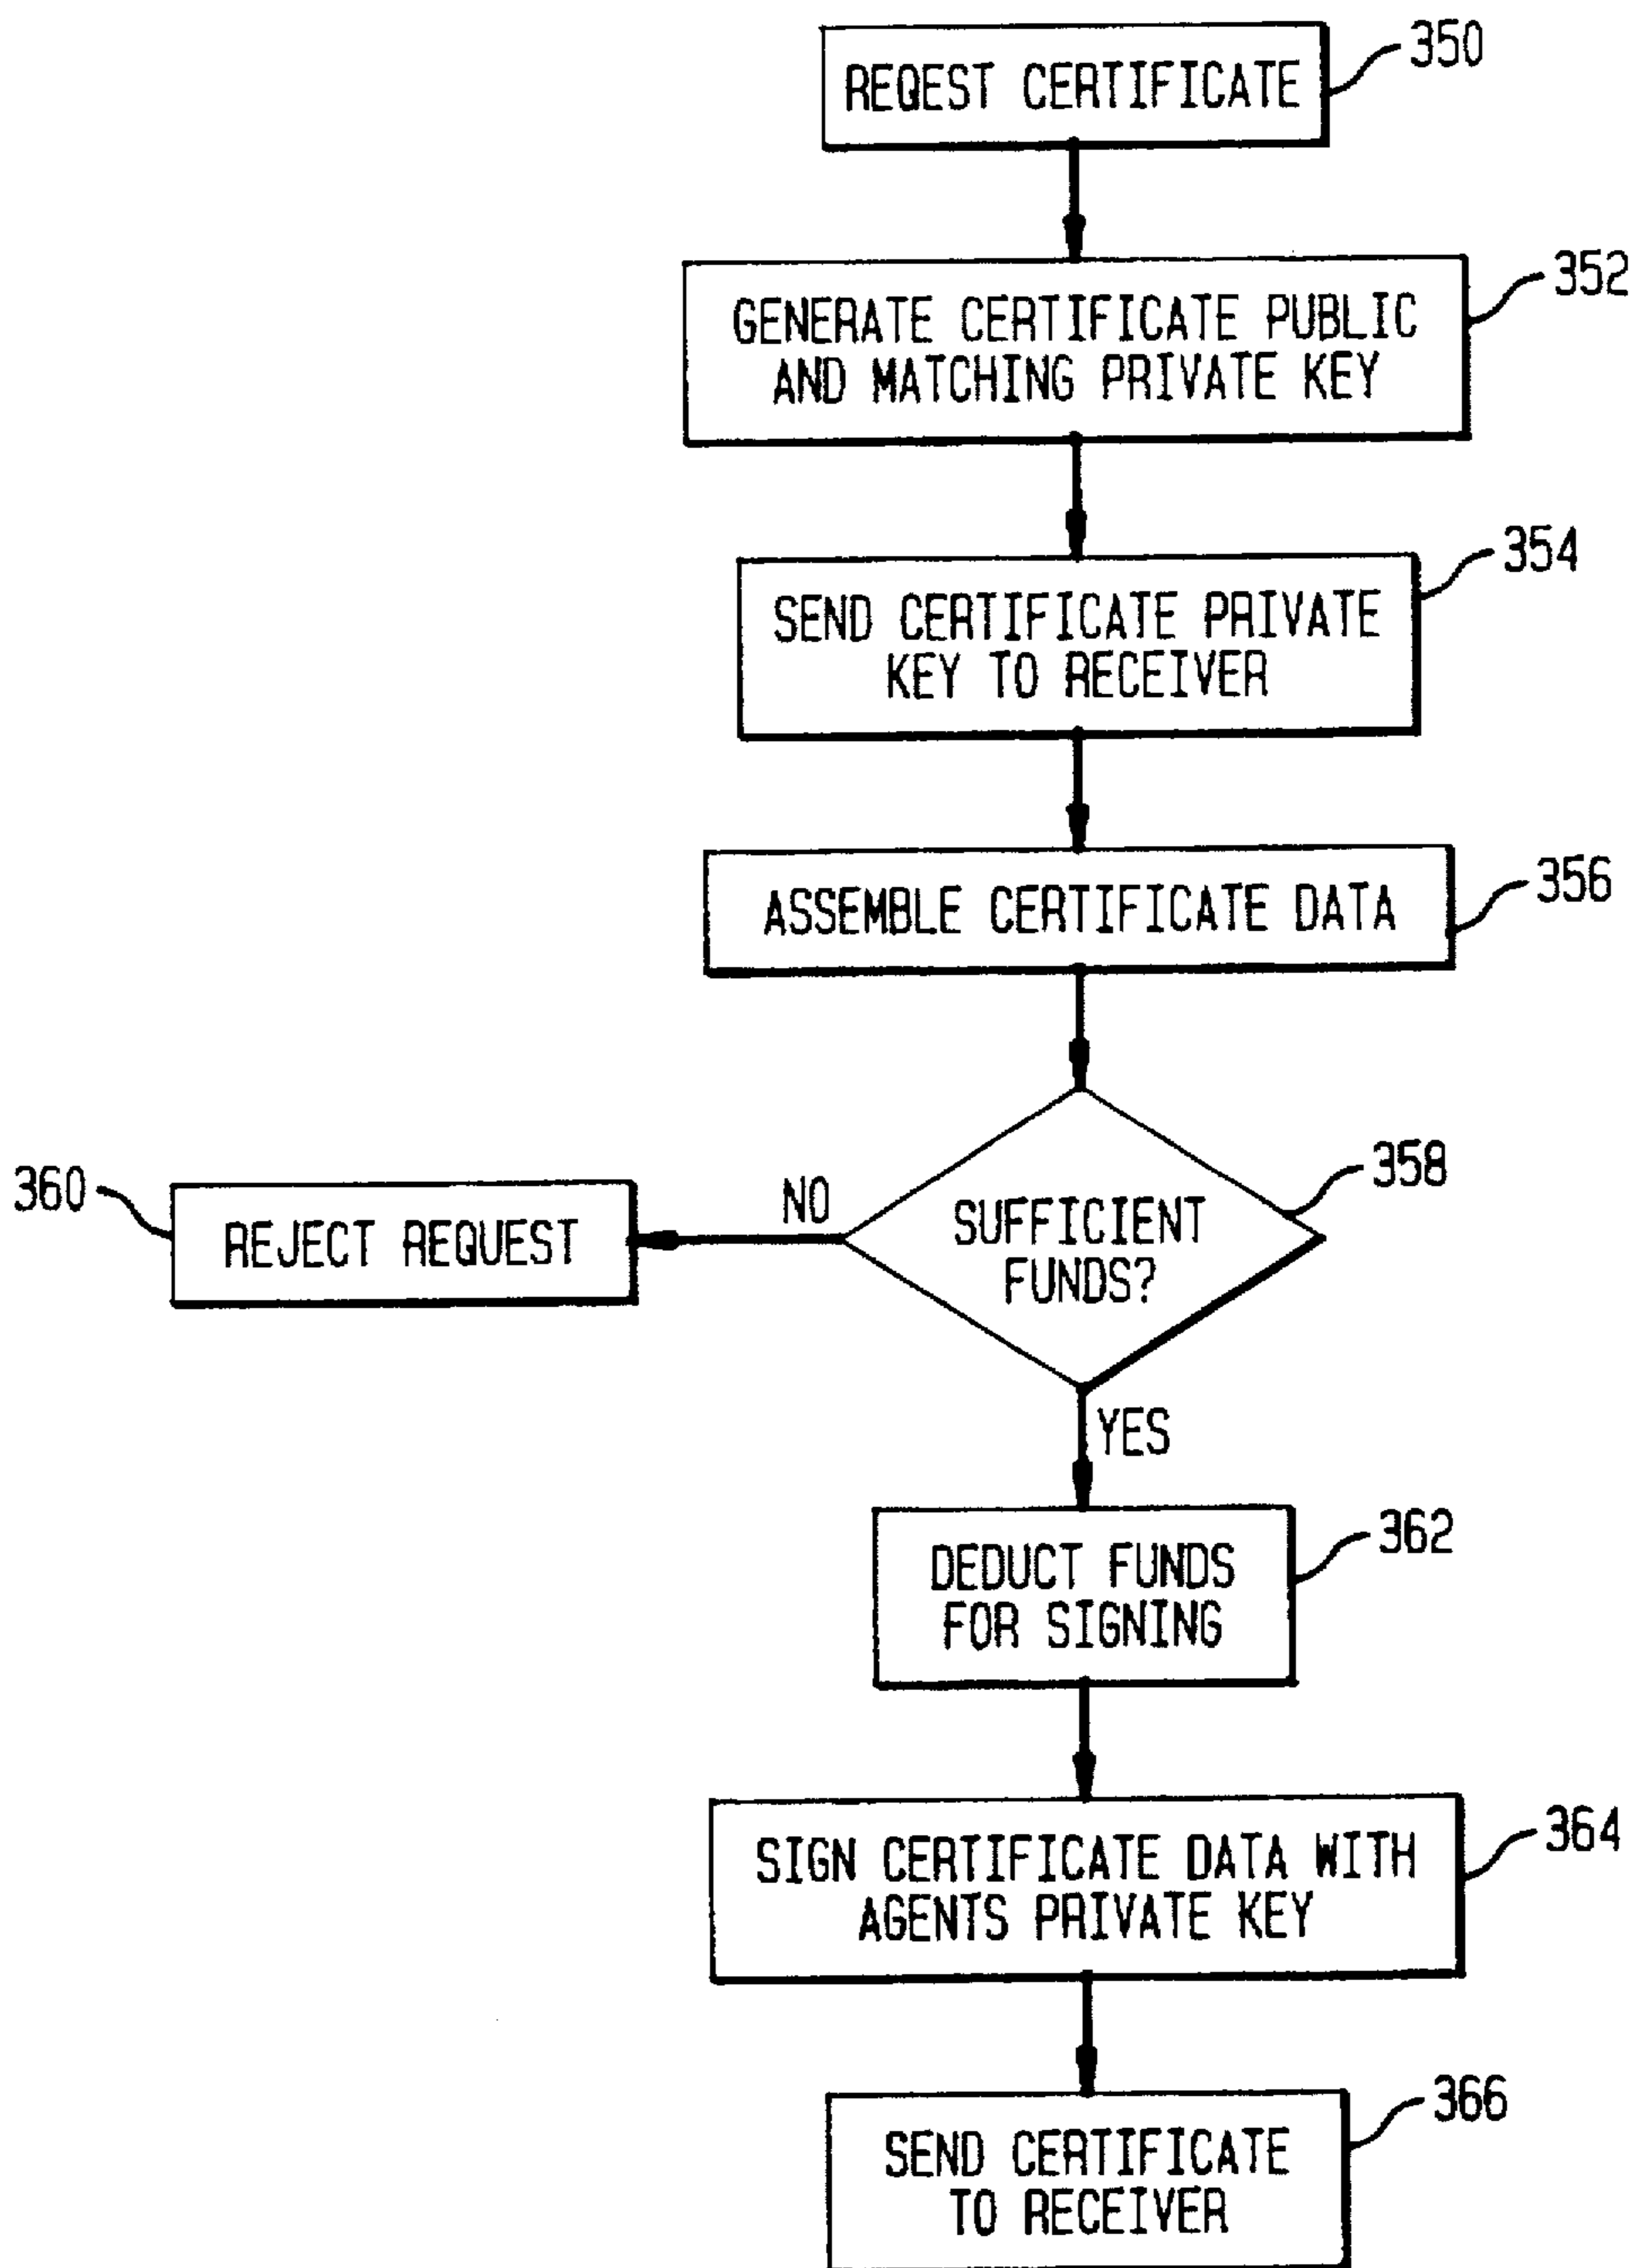 350
REQEST CERTIFICATE
352
GENERATE CERTIFICATE PUBLIC
AND MATCHING PRIVATE KEY
354
SEND CERTIFICATE PRIVATE
KEY TO RECEIVER
356
ASSEMBLE CERTIFICATE DATA
358
SUFFICIENT
FUNDS?
NO
360
REJECT REQUEST
YES
362
DEDUCT FUNDS
FOR SIGNING
364
SIGN CERTIFICATE DATA WITH
AGENTS PRIVATE KEY
366
SEND CERTIFICATE
TO RECEIVER